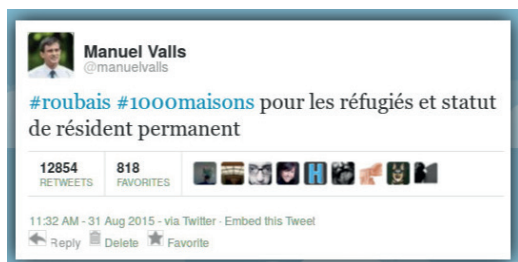 Manuel Valls
@manuelvalls
#roubais #1000maisons pour les réfugiés et statut
de résident permanent
12854
RETWEETS
818
FAVORITES
H
11:32 AM - 31 Aug 2015 - via Twitter · Embed this Tweet
Reply Delete Favorite